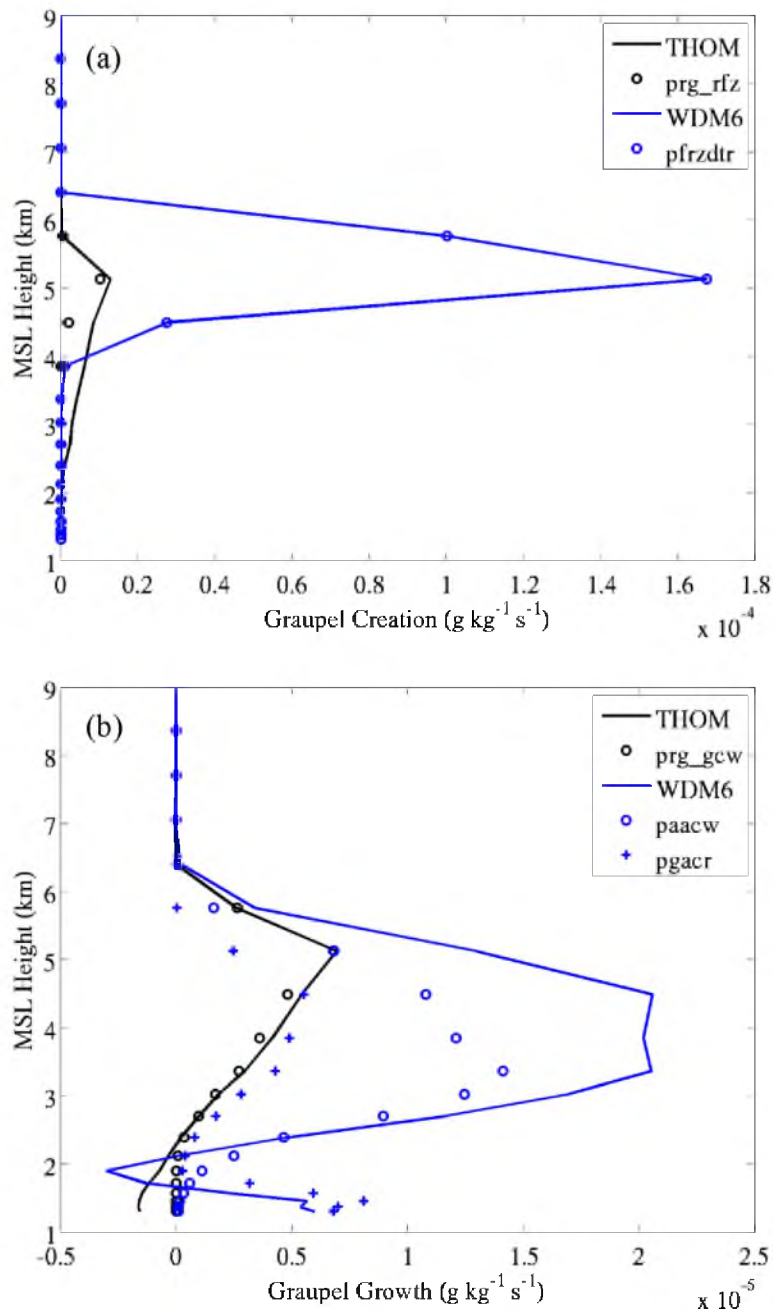 (a)
THOM
prg_rfz
WDM6
pfrzdtr
MSL Height (km)
9
8
7
6
5
4
3
2
1
0 0.2 0.4 0.6 0.8 1 1.2 1.4 1.6 1.8
Graupel Creation (g kg⁻¹ s⁻¹)
x 10⁻⁴
(b)
THOM
prg_gcw
WDM6
paacw
pgacr
MSL Height (km)
9
8
7
6
5
4
3
2
1
-0.5 0 0.5 1 1.5 2 2.5
Graupel Growth (g kg⁻¹ s⁻¹)
x 10⁻⁵